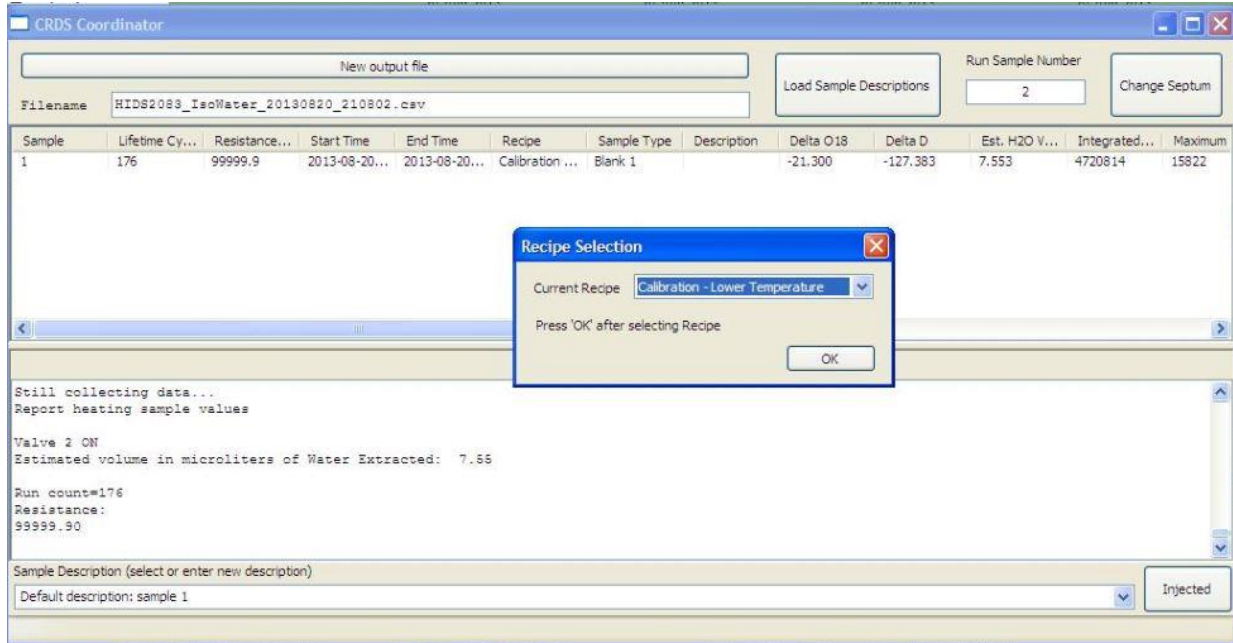 CRDS Coordinator
New output file
Load Sample Descriptions
Run Sample Number
2
Change Septum
Filename HIDS2083_IsoWater_20130820_210802.csv
Sample Lifetime Cy... Resistance... Start Time End Time Recipe Sample Type Description Delta O18 Delta D Est. H2O V... Integrated... Maximum
1 176 99999.9 2013-08-20... 2013-08-20... Calibration ... Blank 1 -21.300 -127.383 7.553 4720814 15822
Recipe Selection
Current Recipe Calibration - Lower Temperature
Press 'OK' after selecting Recipe
OK
Still collecting data...
Report heating sample values
Valve 2 ON
Estimated volume in microliters of Water Extracted: 7.55
Run count=176
Resistance:
99999.90
Sample Description (select or enter new description)
Default description: sample 1
Injected